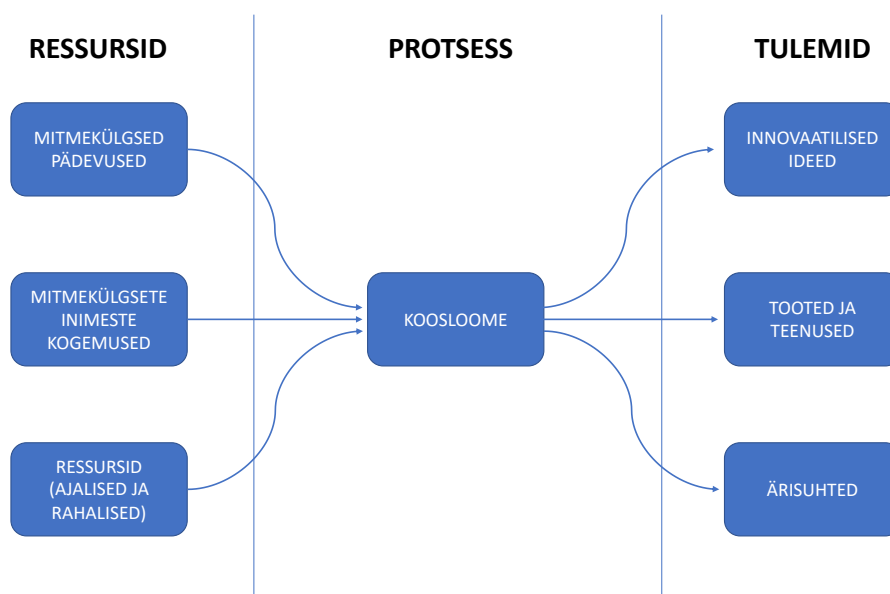 RESSURSID
PROTSESS
TULEMID
MITMEKÜLGSED
PÄDEVUSED
MITMEKÜLGSETE
INIMESTE
KOGEMUSED
RESSURSID
(AJALISED JA
RAHALISED)
KOOSLOOME
INNOVAATILISED
IDEED
TOOTED JA
TEENUSED
ÄRISUHTED